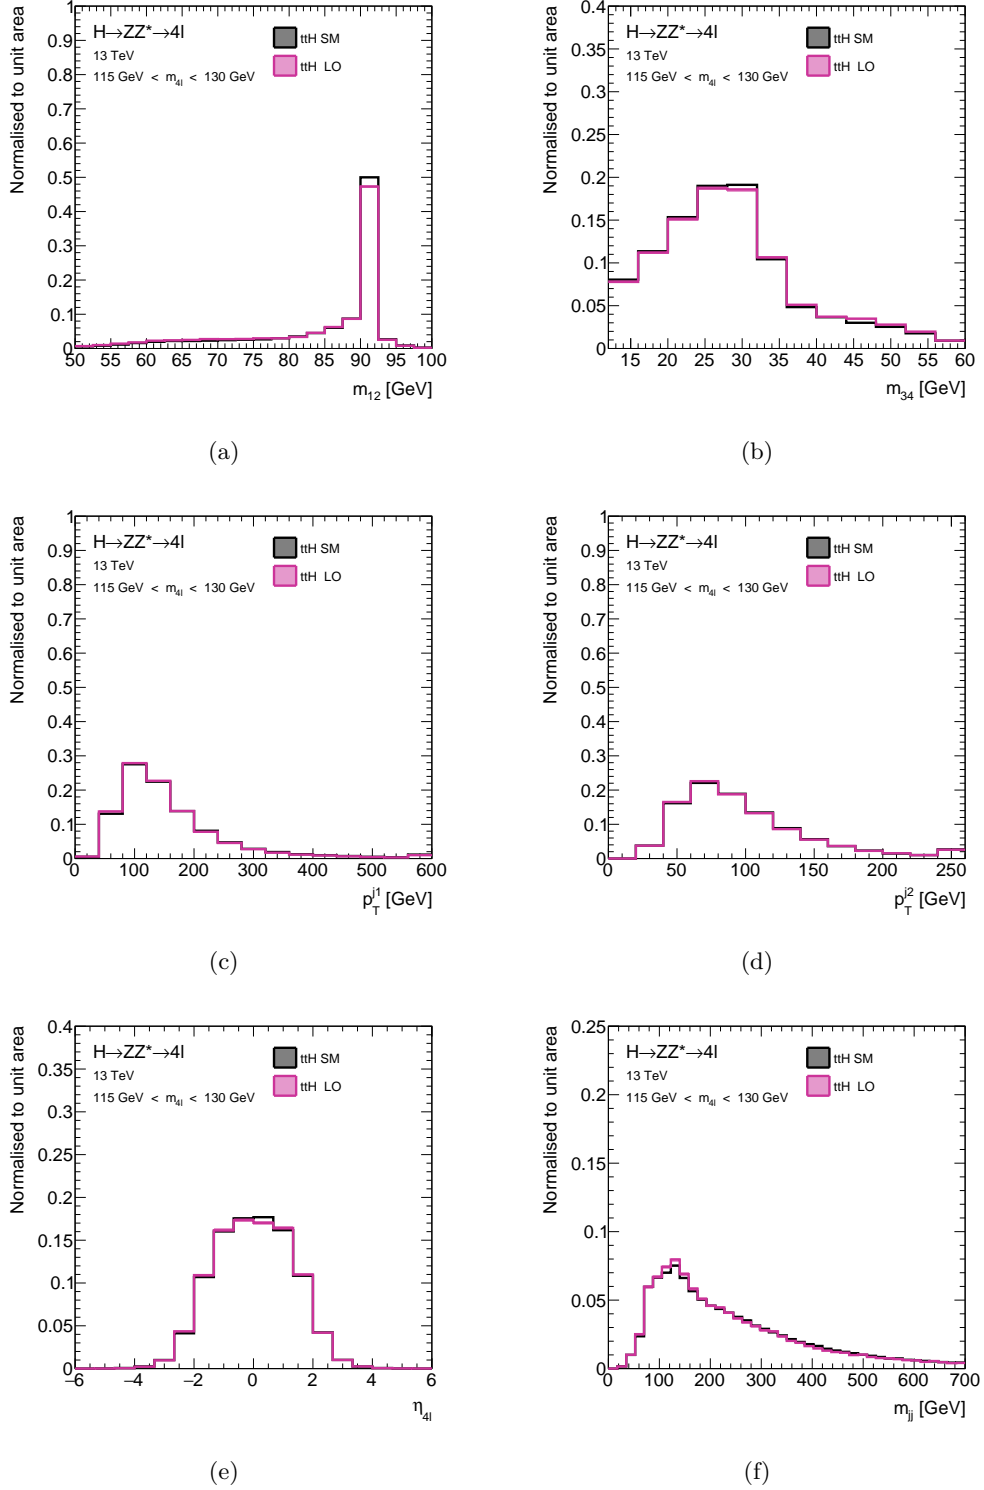 Normalised to unit area
1
0.9
0.8
0.7
0.6
0.5
0.4
0.3
0.2
0.1
0
H→ZZ*→4l
13 TeV
115 GeV < m4l < 130 GeV
ttH SM
ttH LO
50 55 60 65 70 75 80 85 90 95 100
m12 [GeV]
(a)
Normalised to unit area
0.4
0.35
0.3
0.25
0.2
0.15
0.1
0.05
0
H→ZZ*→4l
13 TeV
115 GeV < m4l < 130 GeV
ttH SM
ttH LO
15 20 25 30 35 40 45 50 55 60
m34 [GeV]
(b)
Normalised to unit area
1
0.9
0.8
0.7
0.6
0.5
0.4
0.3
0.2
0.1
0
H→ZZ*→4l
13 TeV
115 GeV < m4l < 130 GeV
ttH SM
ttH LO
0 100 200 300 400 500 600
pTj1 [GeV]
(c)
Normalised to unit area
1
0.9
0.8
0.7
0.6
0.5
0.4
0.3
0.2
0.1
0
H→ZZ*→4l
13 TeV
115 GeV < m4l < 130 GeV
ttH SM
ttH LO
0 50 100 150 200 250
pTj2 [GeV]
(d)
Normalised to unit area
0.4
0.35
0.3
0.25
0.2
0.15
0.1
0.05
0
H→ZZ*→4l
13 TeV
115 GeV < m4l < 130 GeV
ttH SM
ttH LO
−6 −4 −2 0 2 4 6
η4l
(e)
Normalised to unit area
0.25
0.2
0.15
0.1
0.05
0
H→ZZ*→4l
13 TeV
115 GeV < m4l < 130 GeV
ttH SM
ttH LO
0 100 200 300 400 500 600 700
mjj [GeV]
(f)